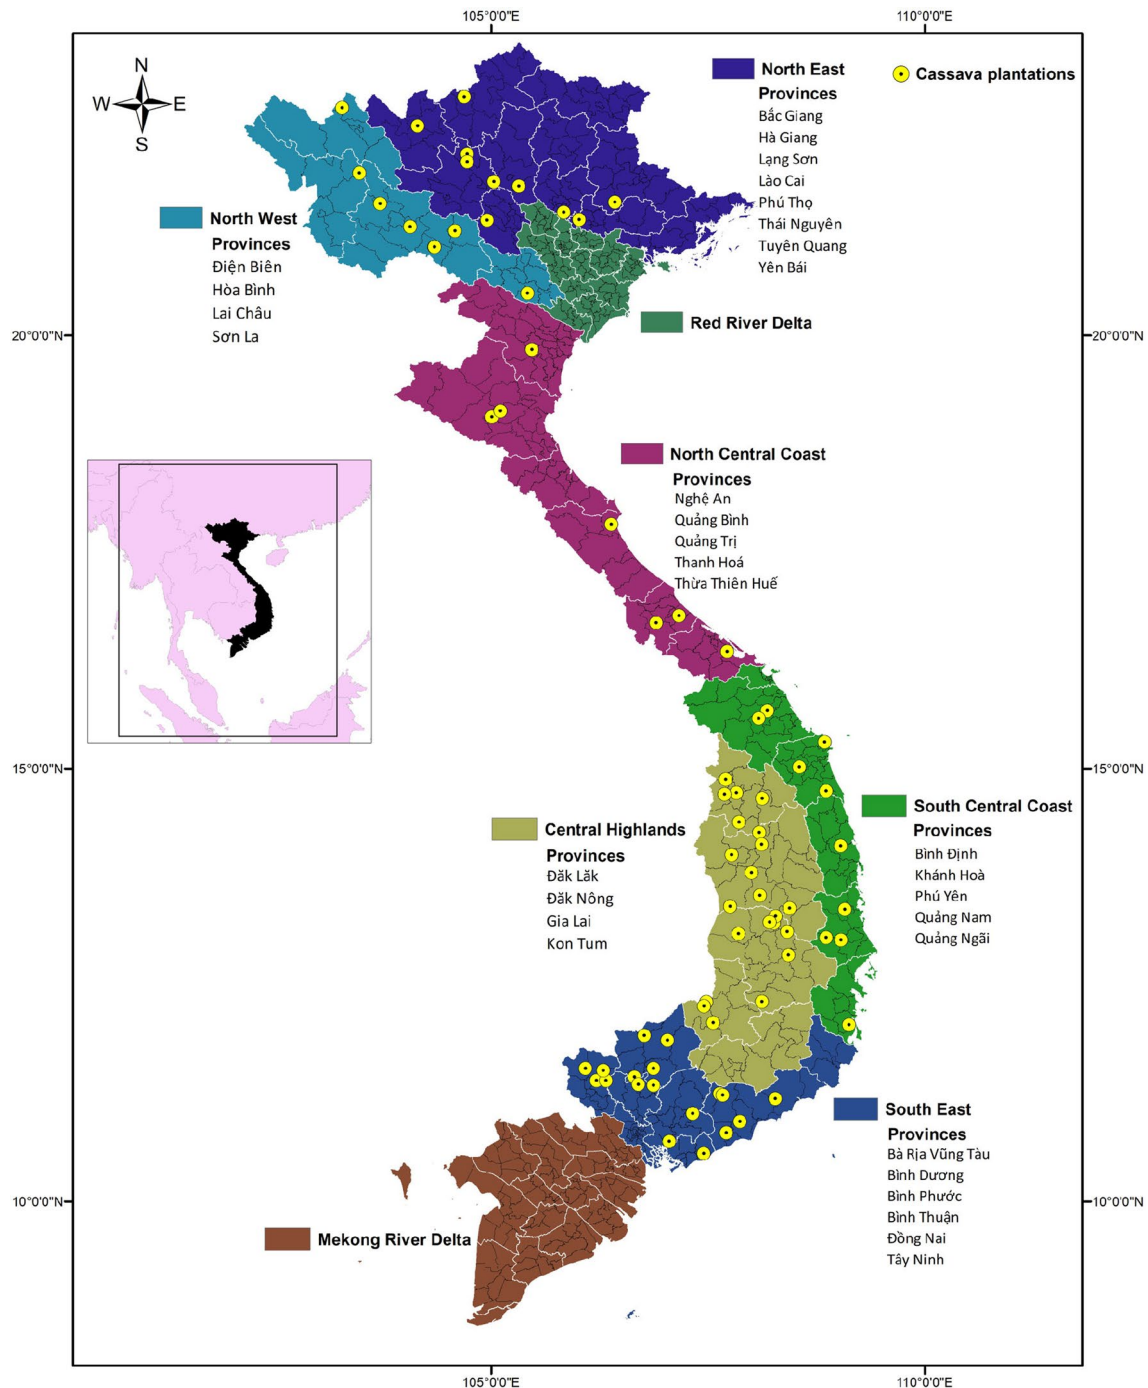 105°0'0"E
110°0'0"E
N
W
E
S
North East
Provinces
Bắc Giang
Hà Giang
Lạng Sơn
Lào Cai
Phú Thọ
Thái Nguyên
Tuyên Quang
Yên Bái
Cassava plantations
North West
Provinces
Điện Biên
Hòa Bình
Lai Châu
Sơn La
Red River Delta
20°0'0"N
20°0'0"N
North Central Coast
Provinces
Nghệ An
Quảng Bình
Quảng Trị
Thanh Hoá
Thừa Thiên Huế
15°0'0"N
15°0'0"N
South Central Coast
Provinces
Bình Định
Khánh Hoà
Phú Yên
Quảng Nam
Quảng Ngãi
Central Highlands
Provinces
Đăk Lăk
Đăk Nông
Gia Lai
Kon Tum
South East
Provinces
Bà Rịa Vũng Tàu
Bình Dương
Bình Phước
Bình Thuận
Đồng Nai
Tây Ninh
10°0'0"N
10°0'0"N
Mekong River Delta
105°0'0"E
110°0'0"E